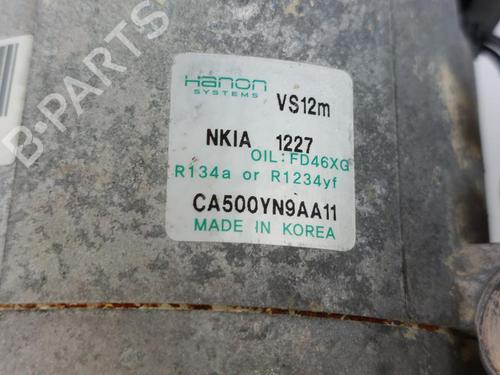 Hanon
SYSTEMS
VS12m
NKIA 1227
OIL:FD46XG
R134a or R1234yf
CA500YN9AA11
MADE IN KOREA
B-PARTS